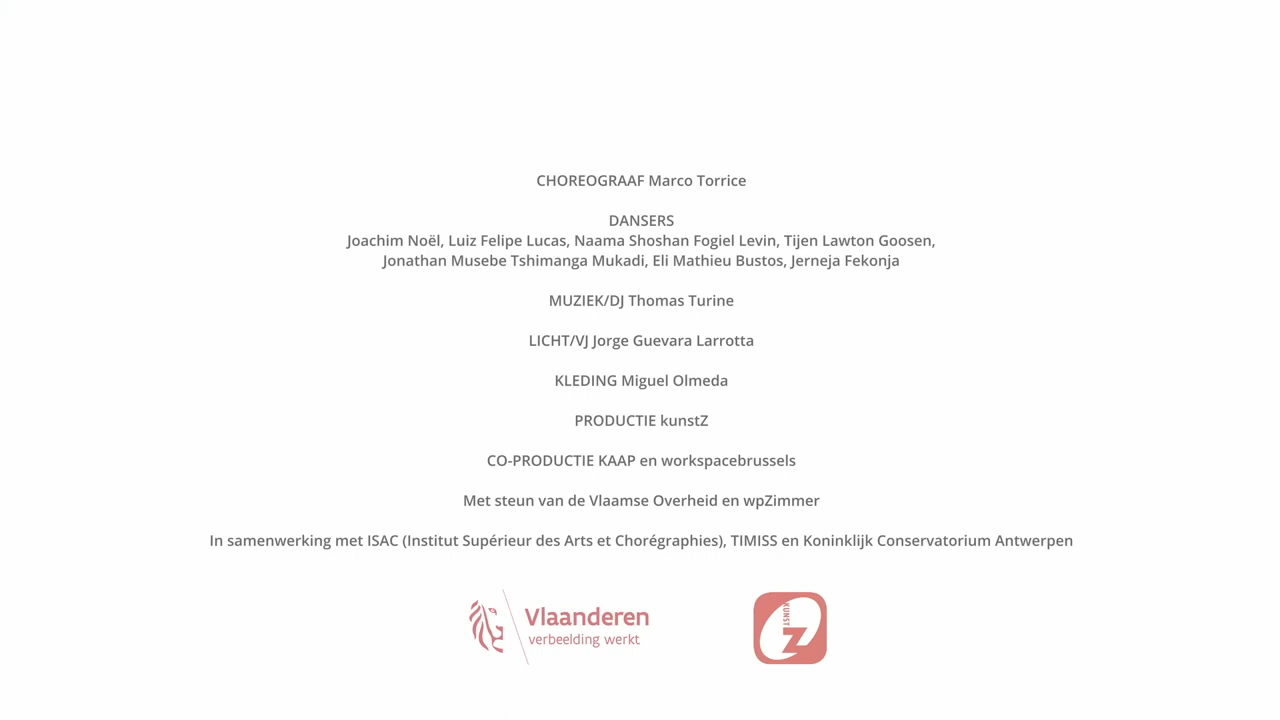 CHOREOGRAAF Marco Torrice
DANSERS
Joachim Noël, Luiz Felipe Lucas, Naama Shoshan Fogiel Levin, Tijen Lawton Goosen,
Jonathan Musebe Tshimanga Mukadi, Eli Mathieu Bustos, Jerneja Fekonja
MUZIEK/DJ Thomas Turine
LICHT/VJ Jorge Guevara Larrotta
KLEDING Miguel Olmeda
PRODUCTIE kunstZ
CO-PRODUCTIE KAAP en workspacebrussels
Met steun van de Vlaamse Overheid en wpZimmer
In samenwerking met ISAC (Institut Supérieur des Arts et Chorégraphies), TIMISS en Koninklijk Conservatorium Antwerpen
Vlaanderen
verbeelding werkt
KUNST
Z